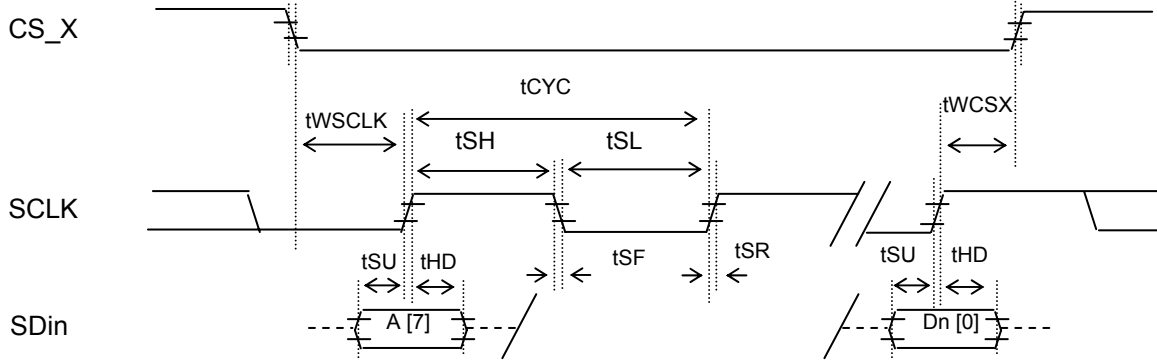 CS_X
tCYC
tWSCLK
tWCSX
tSH
tSL
SCLK
tSU
tHD
tSF
tSR
tSU
tHD
SDin
A [7]
Dn [0]